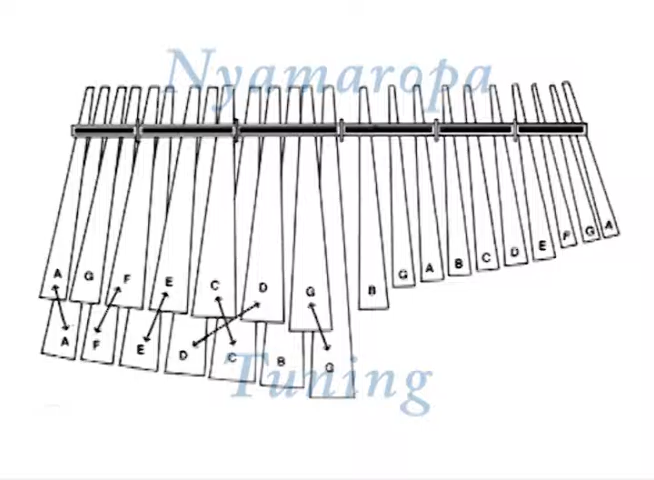 Nyamaropa
A G F E C D G B G A B C D E F G A
A F E D C B G
Tuning